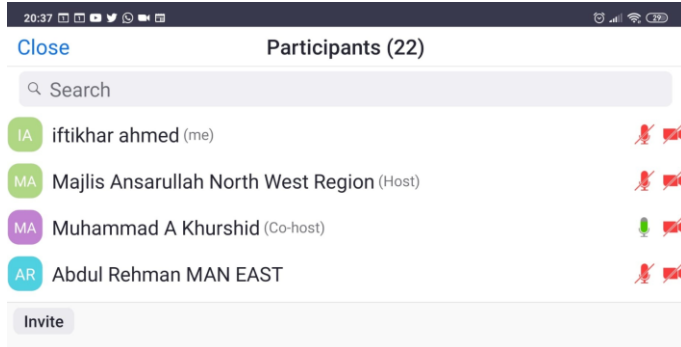 20:37
29
Close Participants (22)
Search
IA iftikhar ahmed (me)
MA Majlis Ansarullah North West Region (Host)
MA Muhammad A Khurshid (Co-host)
AR Abdul Rehman MAN EAST
Invite